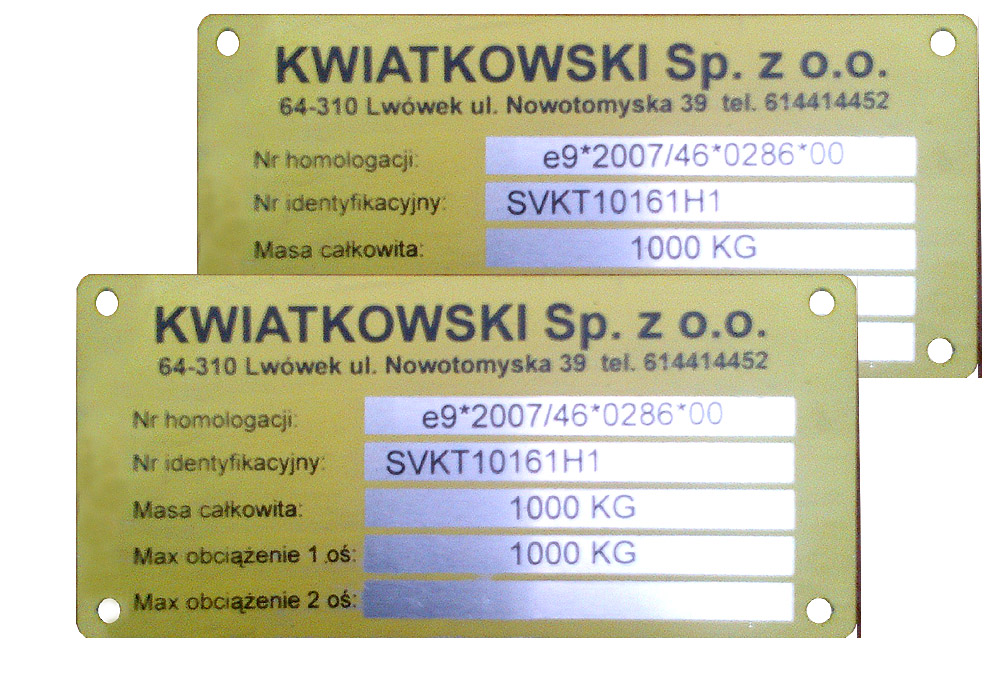 KWIATKOWSKI Sp. z o.o.
64-310 Lwówek ul. Nowotomyska 39 tel. 614414452
Nr homologacji: e9*2007/46*0286*00
Nr identyfikacyjny: SVKT10161H1
Masa całkowita: 1000 KG
KWIATKOWSKI Sp. z o.o.
64-310 Lwówek ul. Nowotomyska 39 tel. 614414452
Nr homologacji: e9*2007/46*0286*00
Nr identyfikacyjny: SVKT10161H1
Masa całkowita: 1000 KG
Max obciążenie 1 oś: 1000 KG
Max obciążenie 2 oś: